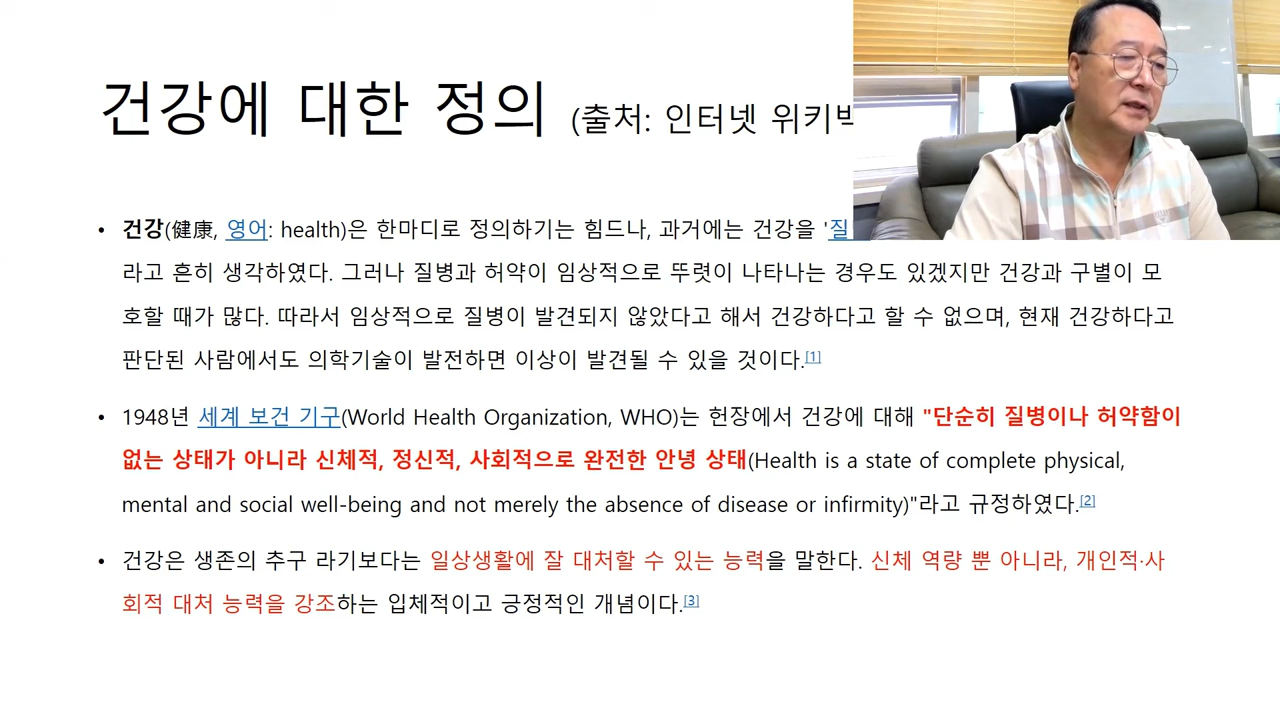 건강에 대한 정의 (출처: 인터넷
건강(健康, 영어: health)은 한마디로 정의하기는 힘드나, 과거에는 건강을 '질
라고 흔히 생각하였다. 그러나 질병과 허약이 임상적으로 뚜렷이 나타나는 경우도 있겠지만 건강과 구별이 모
호할 때가 많다. 따라서 임상적으로 질병이 발견되지 않았다고 해서 건강하다고 할 수 없으며, 현재 건강하다고
판단된 사람에서도 의학기술이 발전하면 이상이 발견될 수 있을 것이다.[1]
1948년 세계 보건 기구(World Health Organization, WHO)는 헌장에서 건강에 대해 "단순히 질병이나 허약함이
없는 상태가 아니라 신체적, 정신적, 사회적으로 완전한 안녕 상태(Health is a state of complete physical,
mental and social well-being and not merely the absence of disease or infirmity)"라고 규정하였다.[2]
건강은 생존의 추구 라기보다는 일상생활에 잘 대처할 수 있는 능력을 말한다. 신체 역량 뿐 아니라, 개인적·사
회적 대처 능력을 강조하는 입체적이고 긍정적인 개념이다.[3]